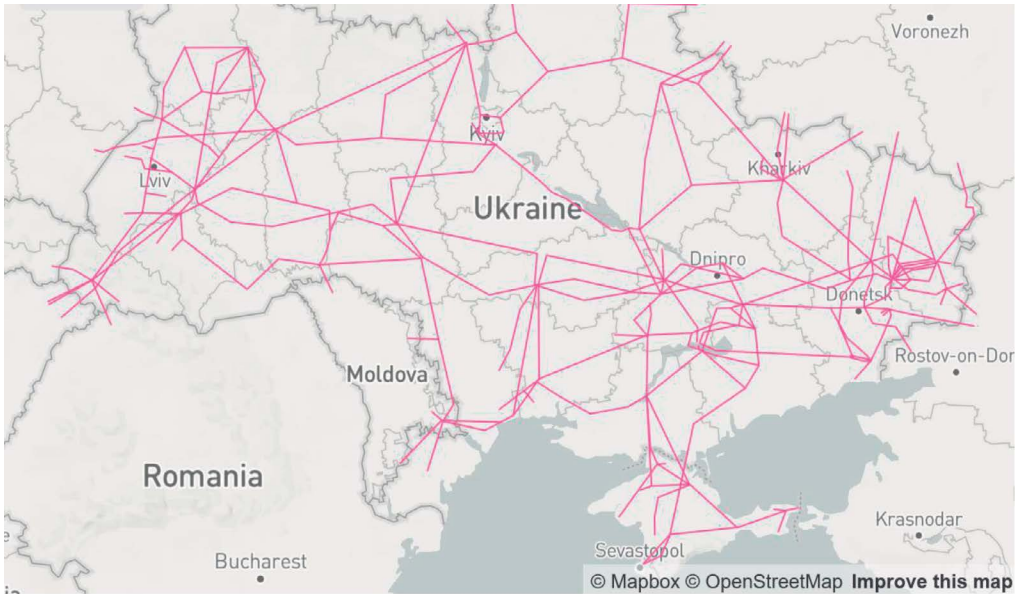 Voronezh
Kyiv
Kharkiv
Lviv
Ukraine
Dnipro
Donetsk
Rostov-on-Don
Moldova
Romania
Krasnodar
Sevastopol
Bucharest
© Mapbox © OpenStreetMap Improve this map